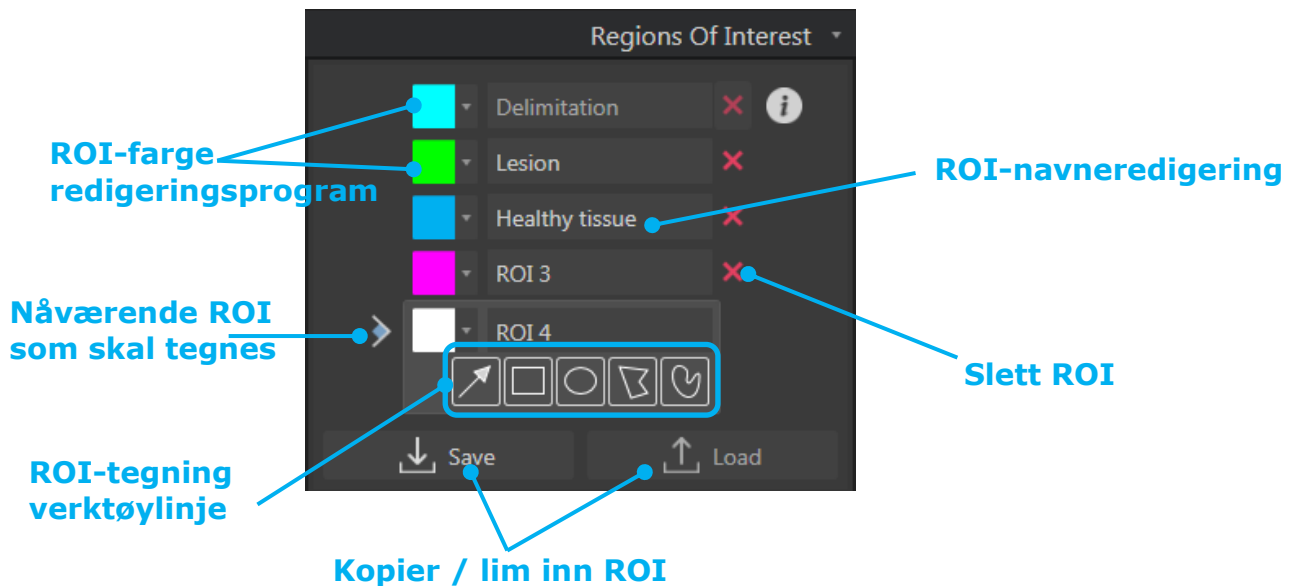 Regions Of Interest
Delimitation
i
ROI-farge
redigeringsprogram
Lesion
ROI-navneredigering
Healthy tissue
ROI 3
Nåværende ROI
som skal tegnes
ROI 4
Slett ROI
Save
Load
ROI-tegning
verktøylinje
Kopier / lim inn ROI